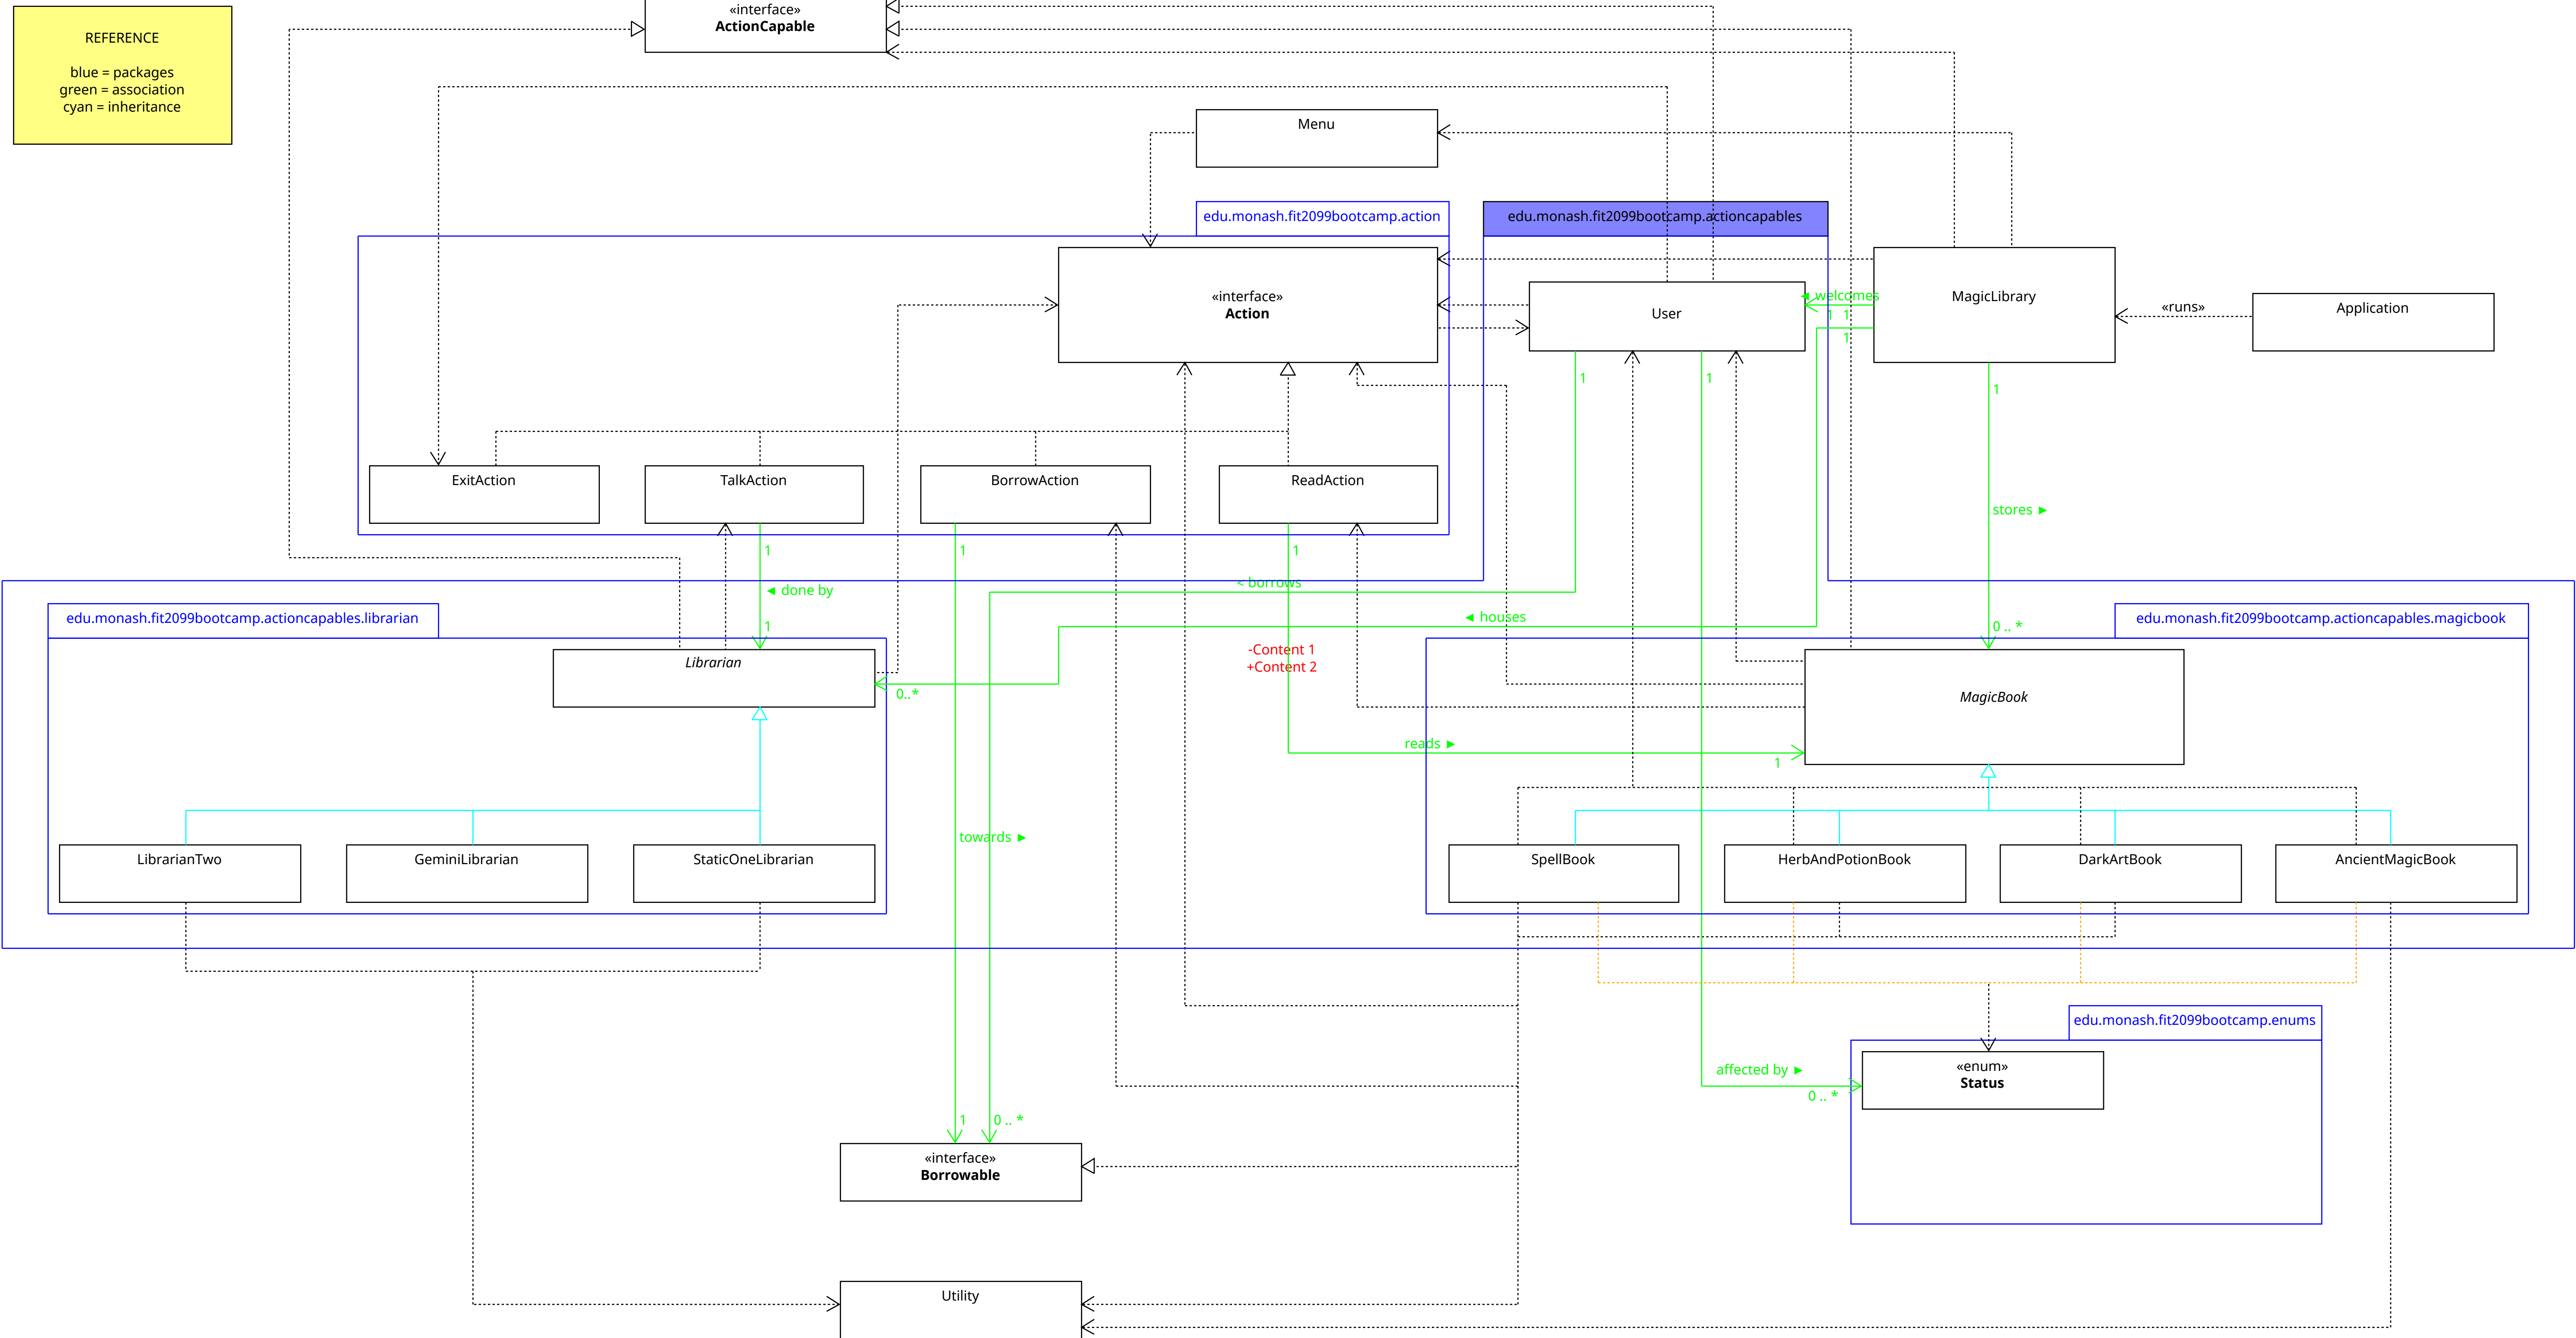 «interface»
ActionCapable
REFERENCE
blue = packages
green = association
cyan = inheritance
Menu
edu.monash.fit2099bootcamp.action
edu.monash.fit2099bootcamp.actioncapables
«interface»
Action
User
◄ welcomes
1 1
1
MagicLibrary
«runs»
Application
1
1
1
ExitAction
TalkAction
BorrowAction
ReadAction
stores ►
1
1
1
◄ done by
< borrows
edu.monash.fit2099bootcamp.actioncapables.librarian
◄ houses
edu.monash.fit2099bootcamp.actioncapables.magicbook
1
0 .. *
Librarian
0..*
-Content 1
+Content 2
MagicBook
reads ►
1
towards ►
LibrarianTwo
GeminiLibrarian
StaticOneLibrarian
SpellBook
HerbAndPotionBook
DarkArtBook
AncientMagicBook
edu.monash.fit2099bootcamp.enums
affected by ►
0 .. *
«enum»
Status
1
0 .. *
«interface»
Borrowable
Utility